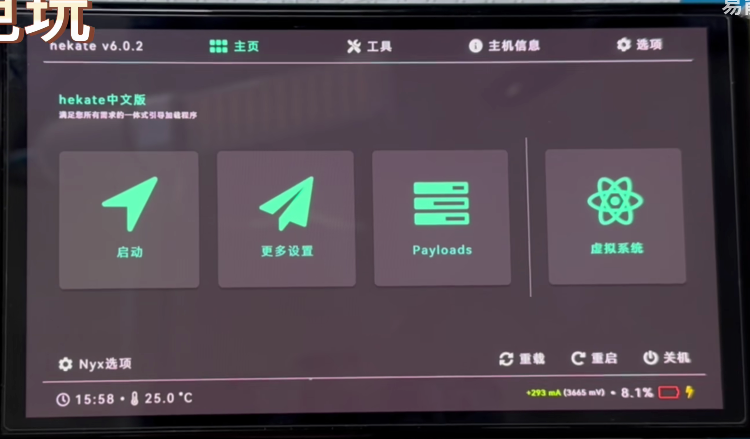 电玩
易
hekate v6.0.2
主页
工具
主机信息
选项
hekate中文版
满足您所有需求的一体式引导加载程序
启动
更多设置
Payloads
虚拟系统
Nyx选项
重载
重启
关机
15:58 • 25.0 °C
+293 mA (3665 mV) • 8.1%